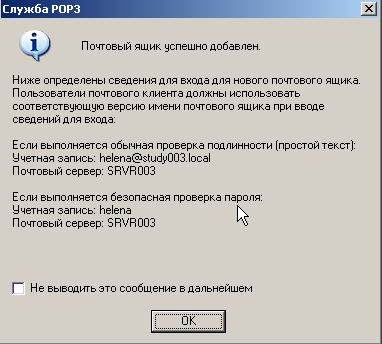 Служба POP3
Почтовый ящик успешно добавлен.
Ниже определены сведения для входа для нового почтового ящика.
Пользователи почтового клиента должны использовать
соответствующую версию имени почтового ящика при вводе
сведений для входа:
Если выполняется обычная проверка подлинности (простой текст):
Учетная запись: helena@study003.local
Почтовый сервер: SRVR003
Если выполняется безопасная проверка пароля:
Учетная запись: helena
Почтовый сервер: SRVR003
Не выводить это сообщение в дальнейшем
OK